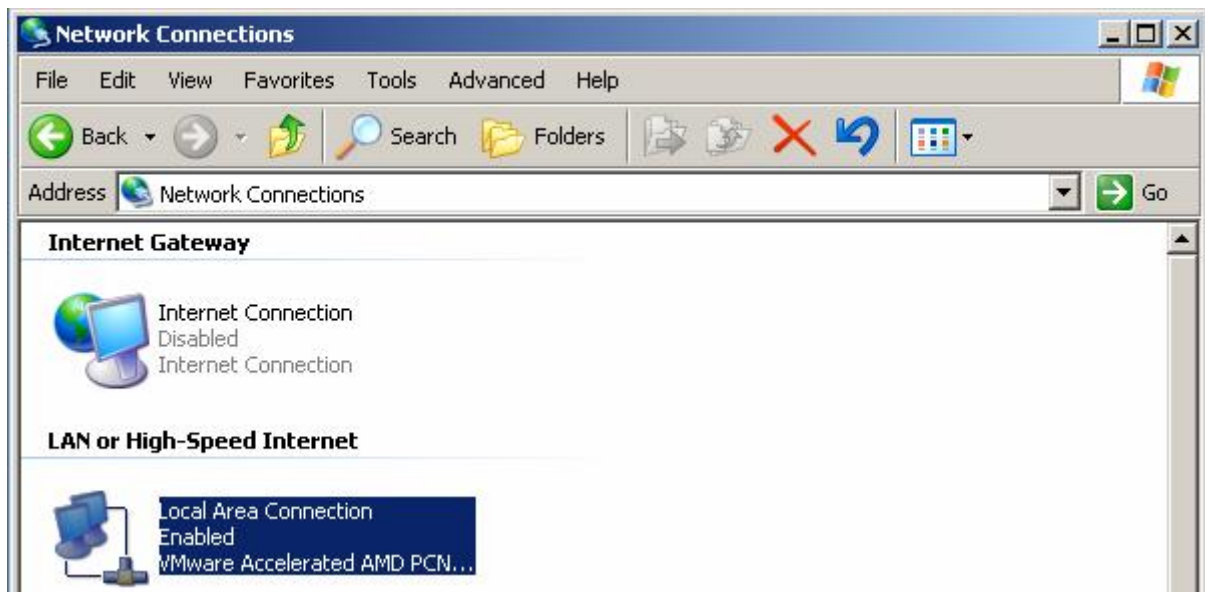 Network Connections
File Edit View Favorites Tools Advanced Help
Back Search Folders
Address Network Connections Go
Internet Gateway
Internet Connection
Disabled
Internet Connection
LAN or High-Speed Internet
Local Area Connection
Enabled
VMware Accelerated AMD PCN...